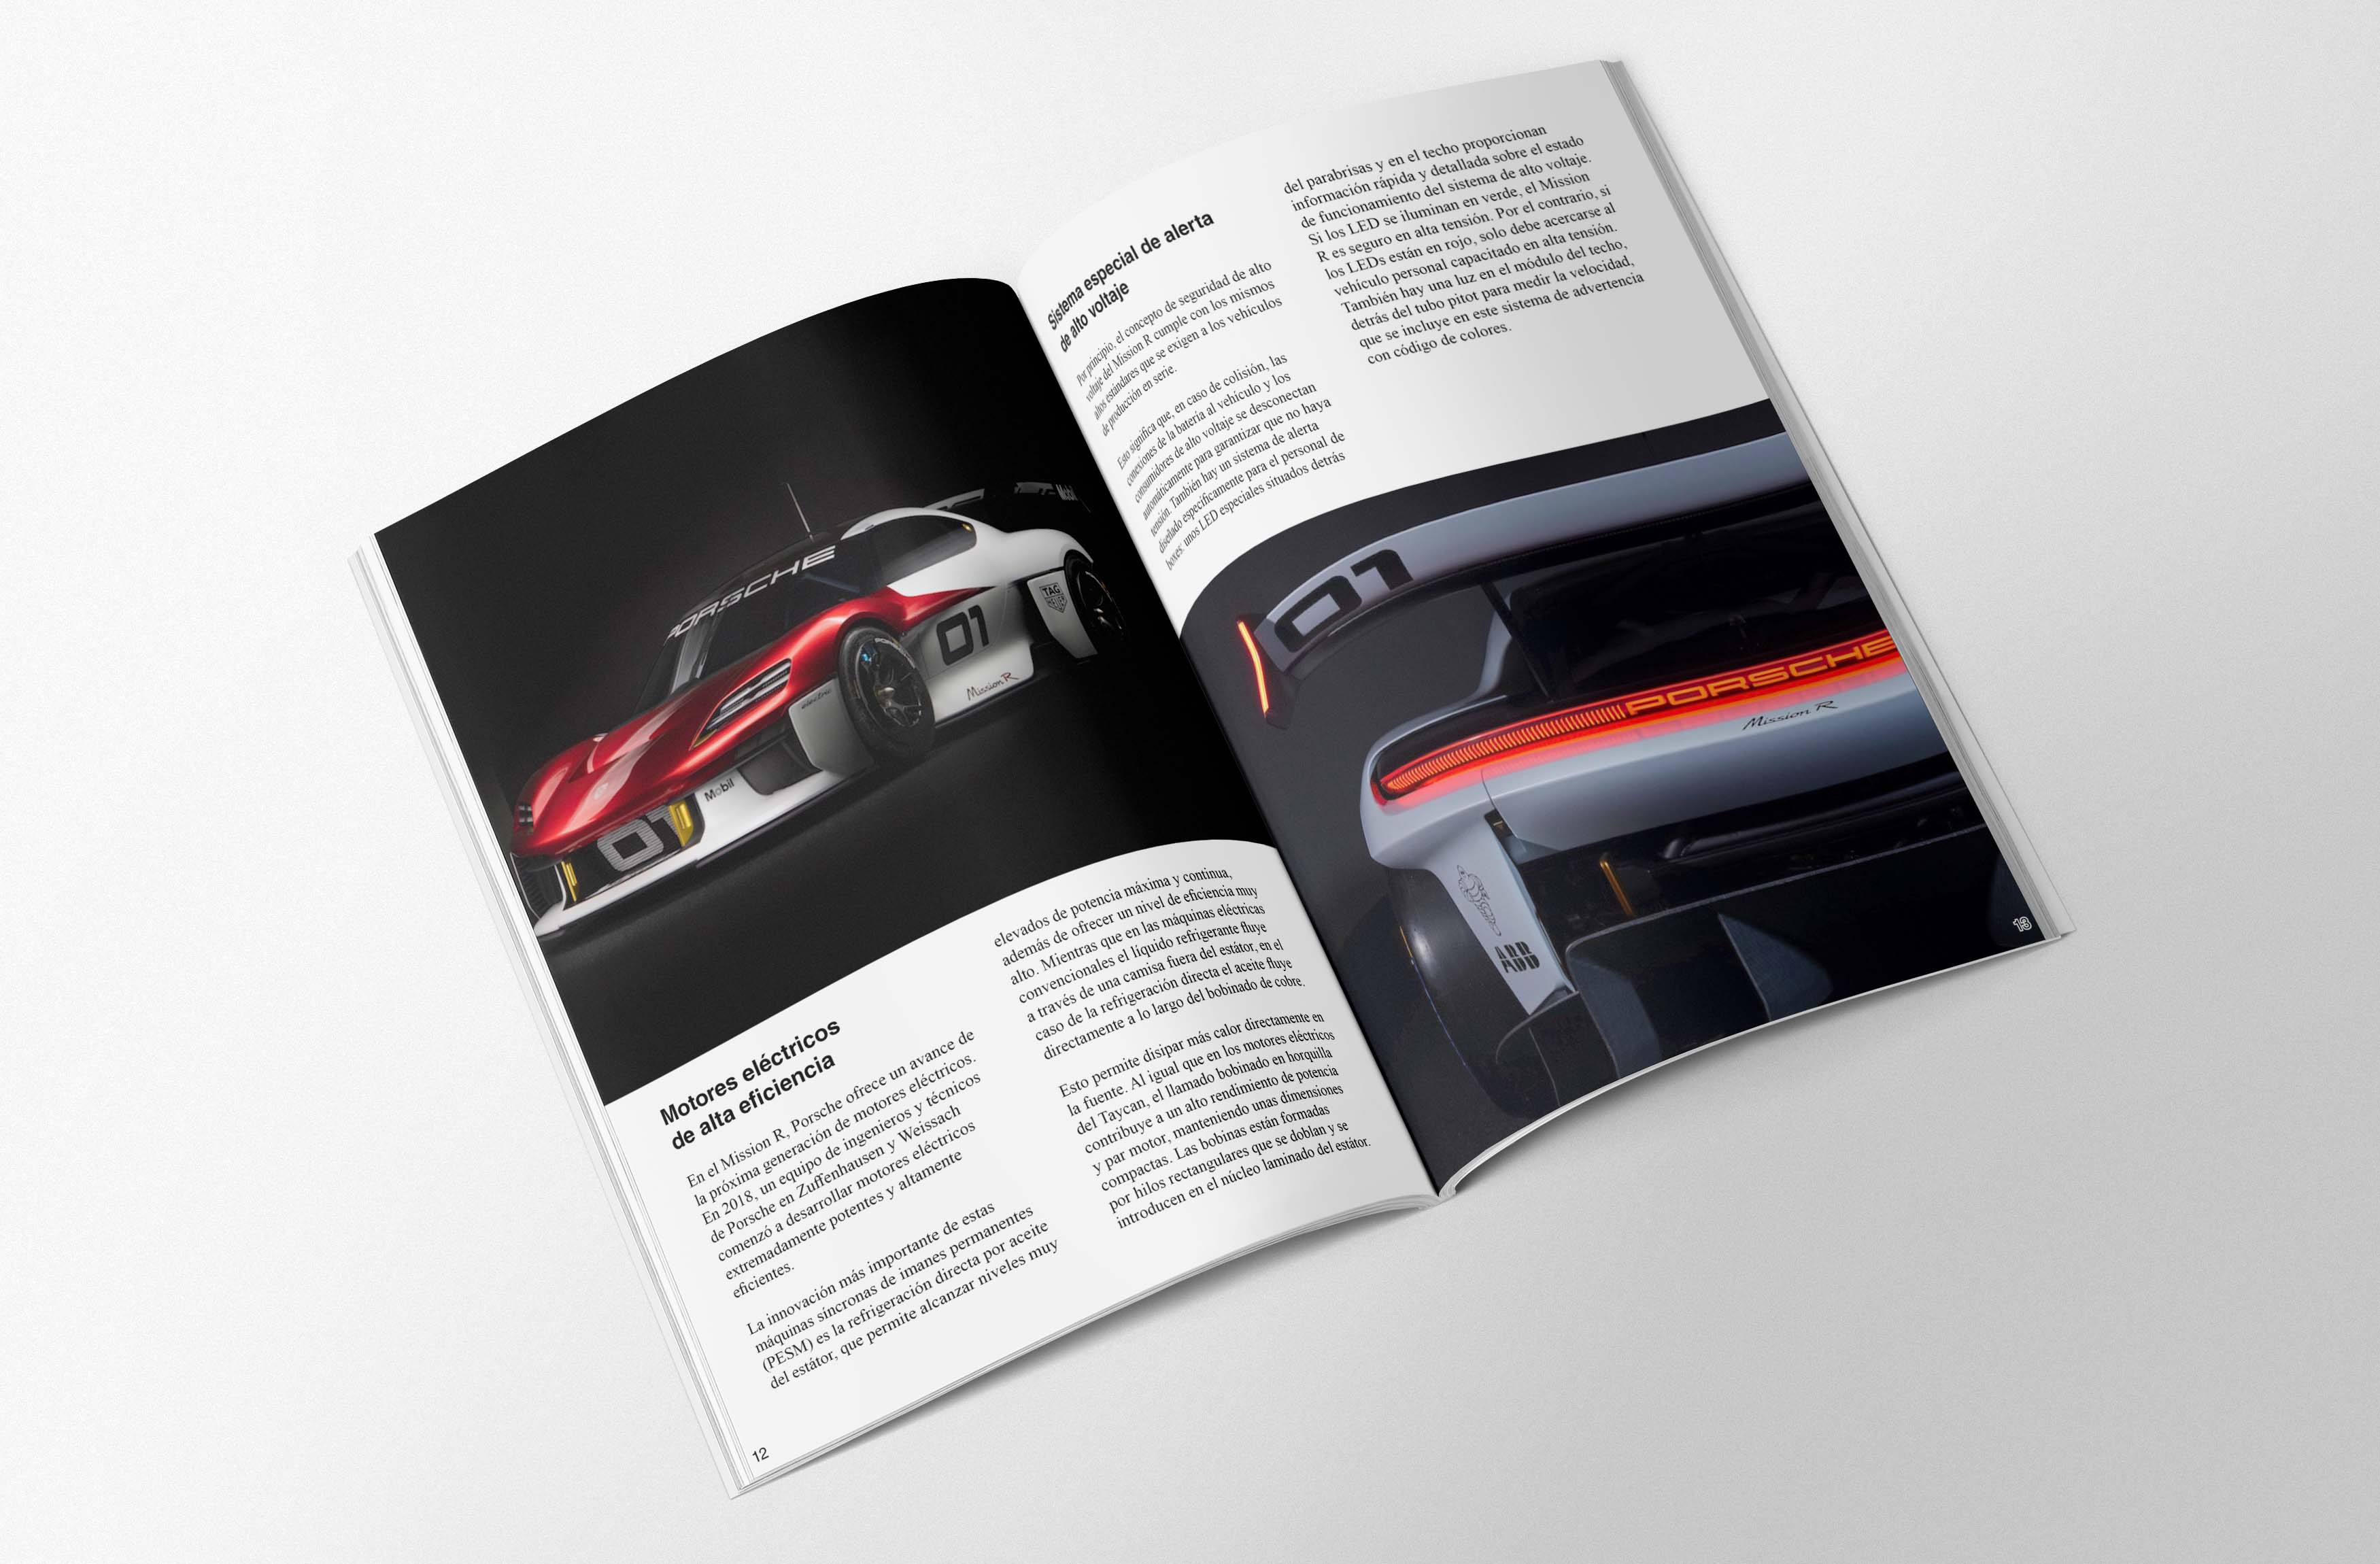 PORSCHE
Mobil
TAG
HEUER
01
Mission R
electric
Mobil
01
Motores eléctricos
de alta eficiencia
En el Mission R, Porsche ofrece un avance de
la próxima generación de motores eléctricos.
En 2018, un equipo de ingenieros y técnicos
de Porsche en Zuffenhausen y Weissach
comenzó a desarrollar motores eléctricos
extremadamente potentes y altamente
eficientes.
La innovación más importante de estas
máquinas síncronas de imanes permanentes
(PESM) es la refrigeración directa por aceite
del estátor, que permite alcanzar niveles muy
elevados de potencia máxima y continua,
además de ofrecer un nivel de eficiencia muy
alto. Mientras que en las máquinas eléctricas
convencionales el líquido refrigerante fluye
a través de una camisa fuera del estátor, en el
caso de la refrigeración directa el aceite fluye
directamente a lo largo del bobinado de cobre.
Esto permite disipar más calor directamente en
la fuente. Al igual que en los motores eléctricos
del Taycan, el llamado bobinado en horquilla
contribuye a un alto rendimiento de potencia
y par motor, manteniendo unas dimensiones
compactas. Las bobinas están formadas
por hilos rectangulares que se doblan y se
introducen en el núcleo laminado del estátor.
12
Sistema especial de alerta
de alto voltaje
Por principio, el concepto de seguridad de alto
voltaje del Mission R cumple con los mismos
altos estándares que se exigen a los vehículos
de producción en serie.
Esto significa que, en caso de colisión, las
conexiones de la batería al vehículo y los
consumidores de alto voltaje se desconectan
automáticamente para garantizar que no haya
tensión. También hay un sistema de alerta
diseñado específicamente para el personal de
boxes: unos LED especiales situados detrás
del parabrisas y en el techo proporcionan
información rápida y detallada sobre el estado
de funcionamiento del sistema de alto voltaje.
Si los LED se iluminan en verde, el Mission
R es seguro en alta tensión. Por el contrario, si
los LEDs están en rojo, solo debe acercarse al
vehículo personal capacitado en alta tensión.
También hay una luz en el módulo del techo,
detrás del tubo pitot para medir la velocidad,
que se incluye en este sistema de advertencia
con código de colores.
01
PORSCHE
Mission R
ABB
13